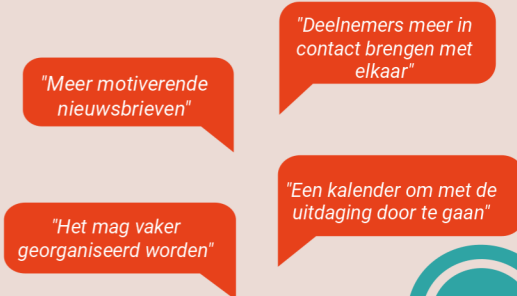 "Deelnemers meer in
contact brengen met
elkaar"
"Meer motiverende
nieuwsbrieven"
"Een kalender om met de
uitdaging door te gaan"
"Het mag vaker
georganiseerd worden"